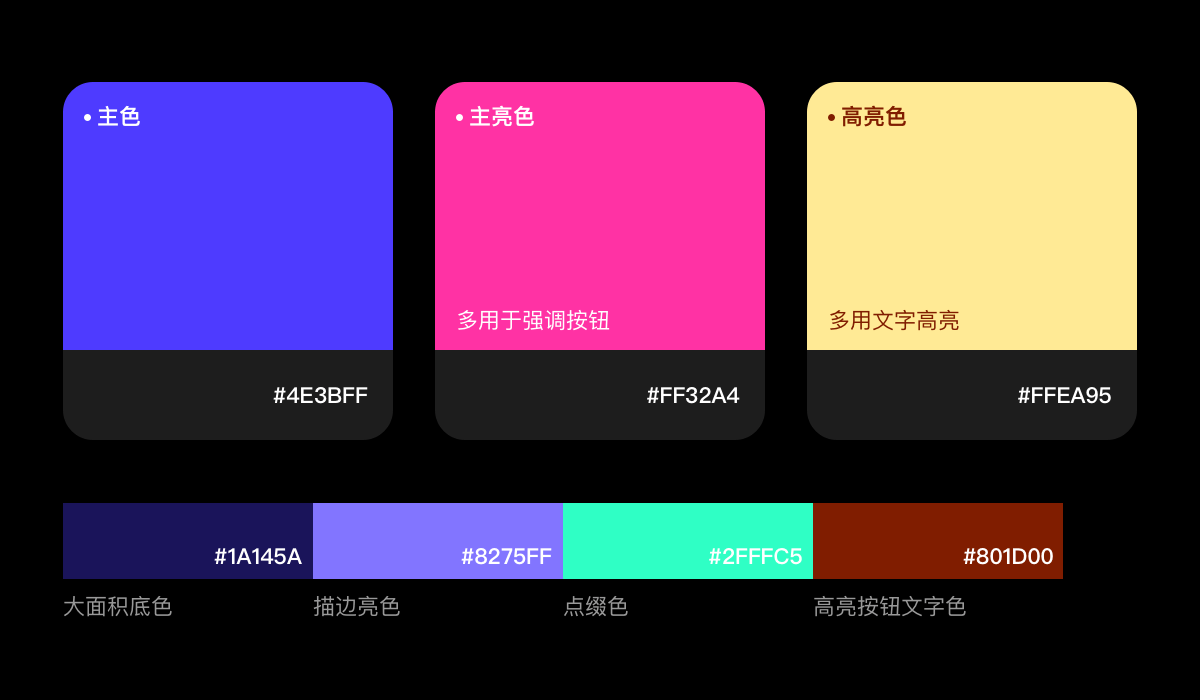 • 主色
• 主亮色
• 高亮色
多用于强调按钮
多用文字高亮
#4E3BFF
#FF32A4
#FFEA95
#1A145A
#8275FF
#2FFFC5
#801D00
大面积底色
描边亮色
点缀色
高亮按钮文字色